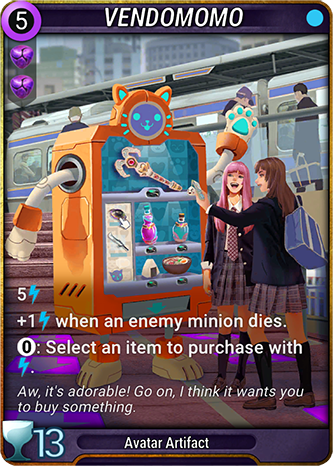 5
VENDOMOMO
5
+1 when an enemy minion dies.
0: Select an item to purchase with
.
Aw, it's adorable! Go on, I think it wants you
to buy something.
13
Avatar Artifact